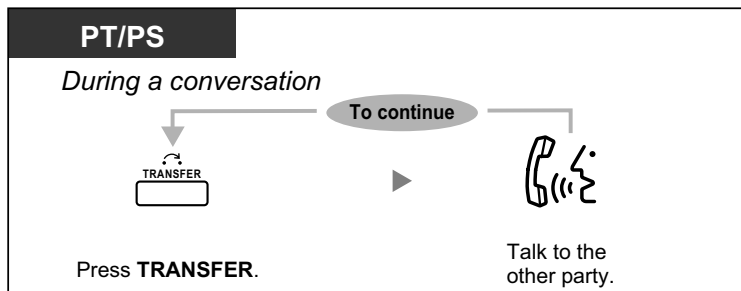 PT/PS
During a conversation
To continue
TRANSFER
Press TRANSFER.
Talk to the
other party.